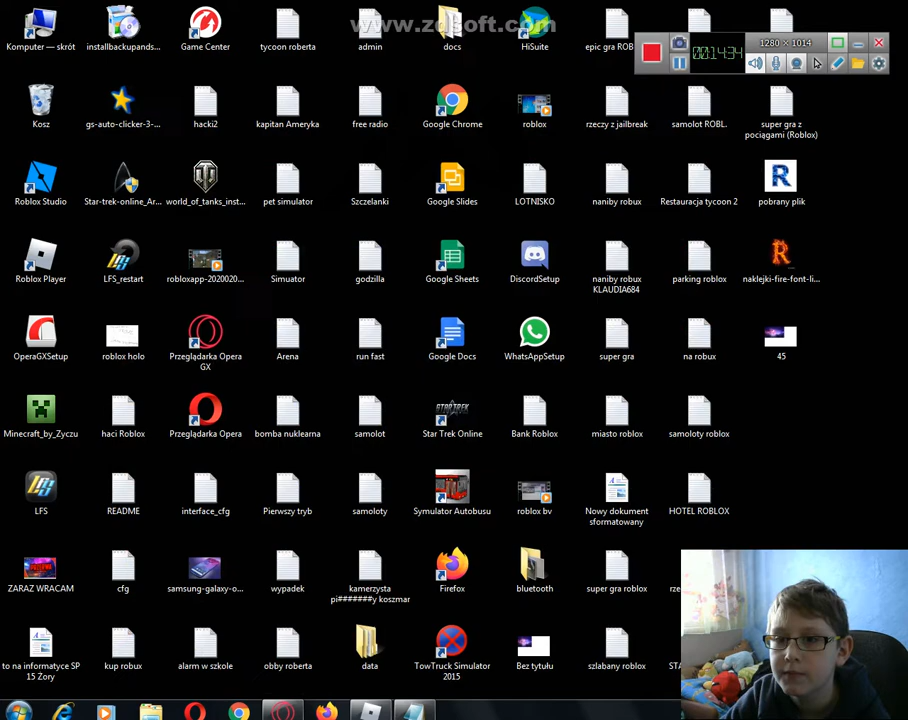 www.zdsoft.com
Komputer — skrót
installbackupands...
Game Center
tycoon roberta
admin
docs
HiSuite
epic gra ROB
00:14:34
1280 × 1014
Kosz
gs-auto-clicker-3-...
hacki2
kapitan Ameryka
free radio
Google Chrome
roblox
rzeczy z jailbreak
samolot ROBL.
super gra z
pociągami (Roblox)
Roblox Studio
Star-trek-online_Ar...
world_of_tanks_inst...
pet simulator
Szczelanki
Google Slides
LOTNISKO
naniby robux
Restauracja tycoon 2
pobrany plik
Roblox Player
LFS_restart
robloxapp-2020020...
Simuator
godzilla
Google Sheets
DiscordSetup
naniby robux
KLAUDIA684
parking roblox
naklejki-fire-font-li...
OperaGXSetup
roblox holo
Przeglądarka Opera
GX
Arena
run fast
Google Docs
WhatsAppSetup
super gra
na robux
45
Minecraft_by_Zyczu
haci Roblox
Przeglądarka Opera
bomba nuklearna
samolot
Star Trek Online
Bank Roblox
miasto roblox
samoloty roblox
LFS
README
interface_cfg
Pierwszy tryb
samoloty
Symulator Autobusu
roblox bv
Nowy dokument
sformatowany
HOTEL ROBLOX
ZARAZ WRACAM
cfg
samsung-galaxy-o...
wypadek
kamerzysta
pi#######y koszmar
Firefox
bluetooth
super gra roblox
rze
to na informatyce SP
15 Żory
kup robux
alarm w szkole
obby roberta
data
TowTruck Simulator
2015
Bez tytułu
szlabany roblox
STA